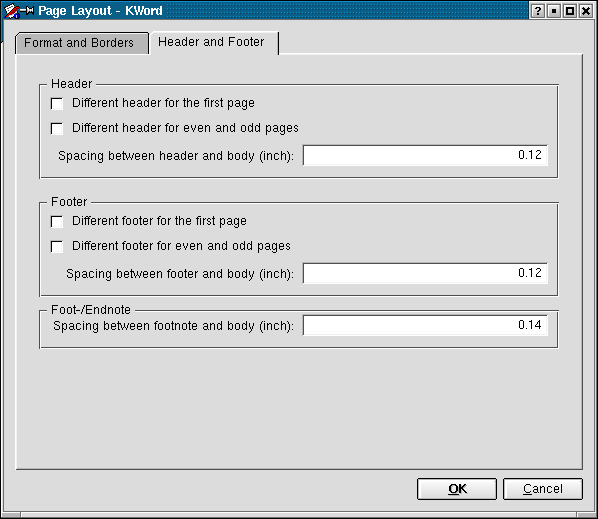 Page Layout - KWord
Format and Borders
Header and Footer
Header
Different header for the first page
Different header for even and odd pages
Spacing between header and body (inch): 0.12
Footer
Different footer for the first page
Different footer for even and odd pages
Spacing between footer and body (inch): 0.12
Foot-/Endnote
Spacing between footnote and body (inch): 0.14
OK
Cancel